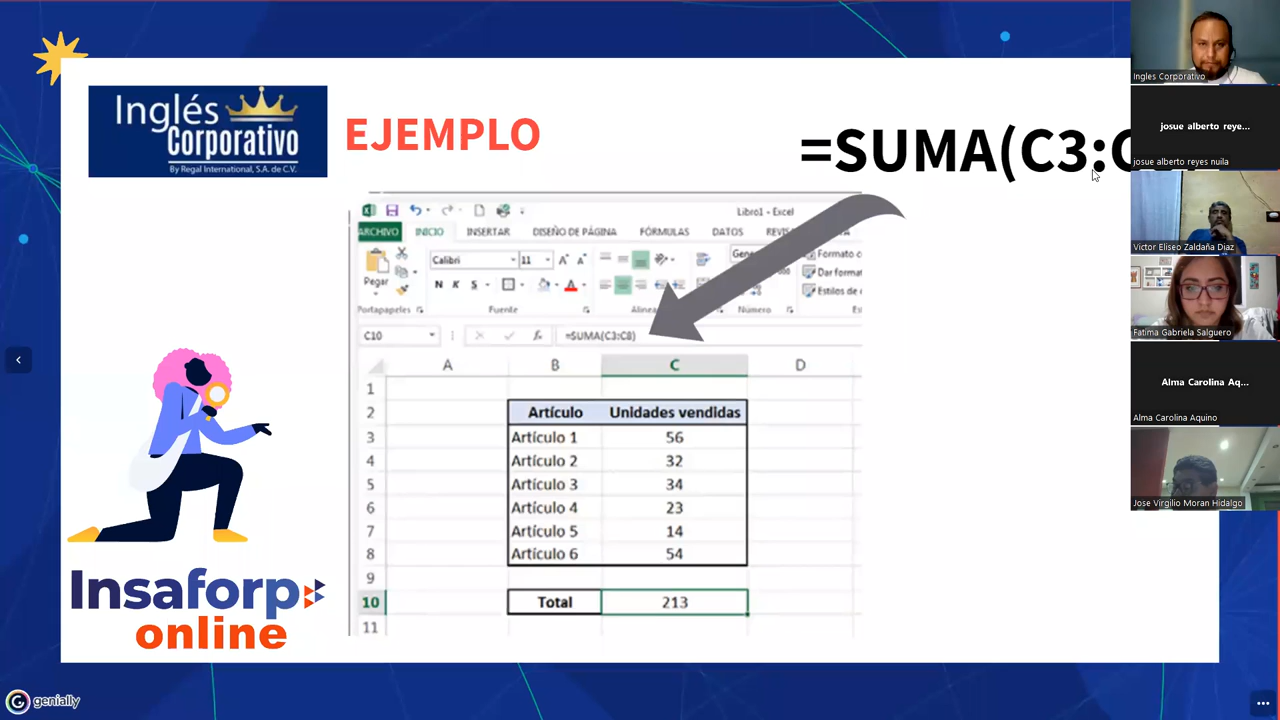 Inglés
Corporativo
By Regal International, S.A. de C.V.
EJEMPLO
=SUMA(C3:C
Libro1 - Excel
ARCHIVO INICIO INSERTAR DISEÑO DE PÁGINA FÓRMULAS DATOS REVIS
Calibri 11
Gene
Formato c
Dar format
Estilos de
Pegar
N K S
Portapapeles Fuente Alinea Número
C10 fx =SUMA(C3:C8)
A B C D
1
2 Artículo Unidades vendidas
3 Artículo 1 56
4 Artículo 2 32
5 Artículo 3 34
6 Artículo 4 23
7 Artículo 5 14
8 Artículo 6 54
9
10 Total 213
11
Insaforp
online
genially
Ingles Corporativo
josue alberto reye...
josue alberto reyes nuila
Victor Eliseo Zaldaña Diaz
Fatima Gabriela Salguero
Alma Carolina Aq...
Alma Carolina Aquino
Jose Virgilio Moran Hidalgo